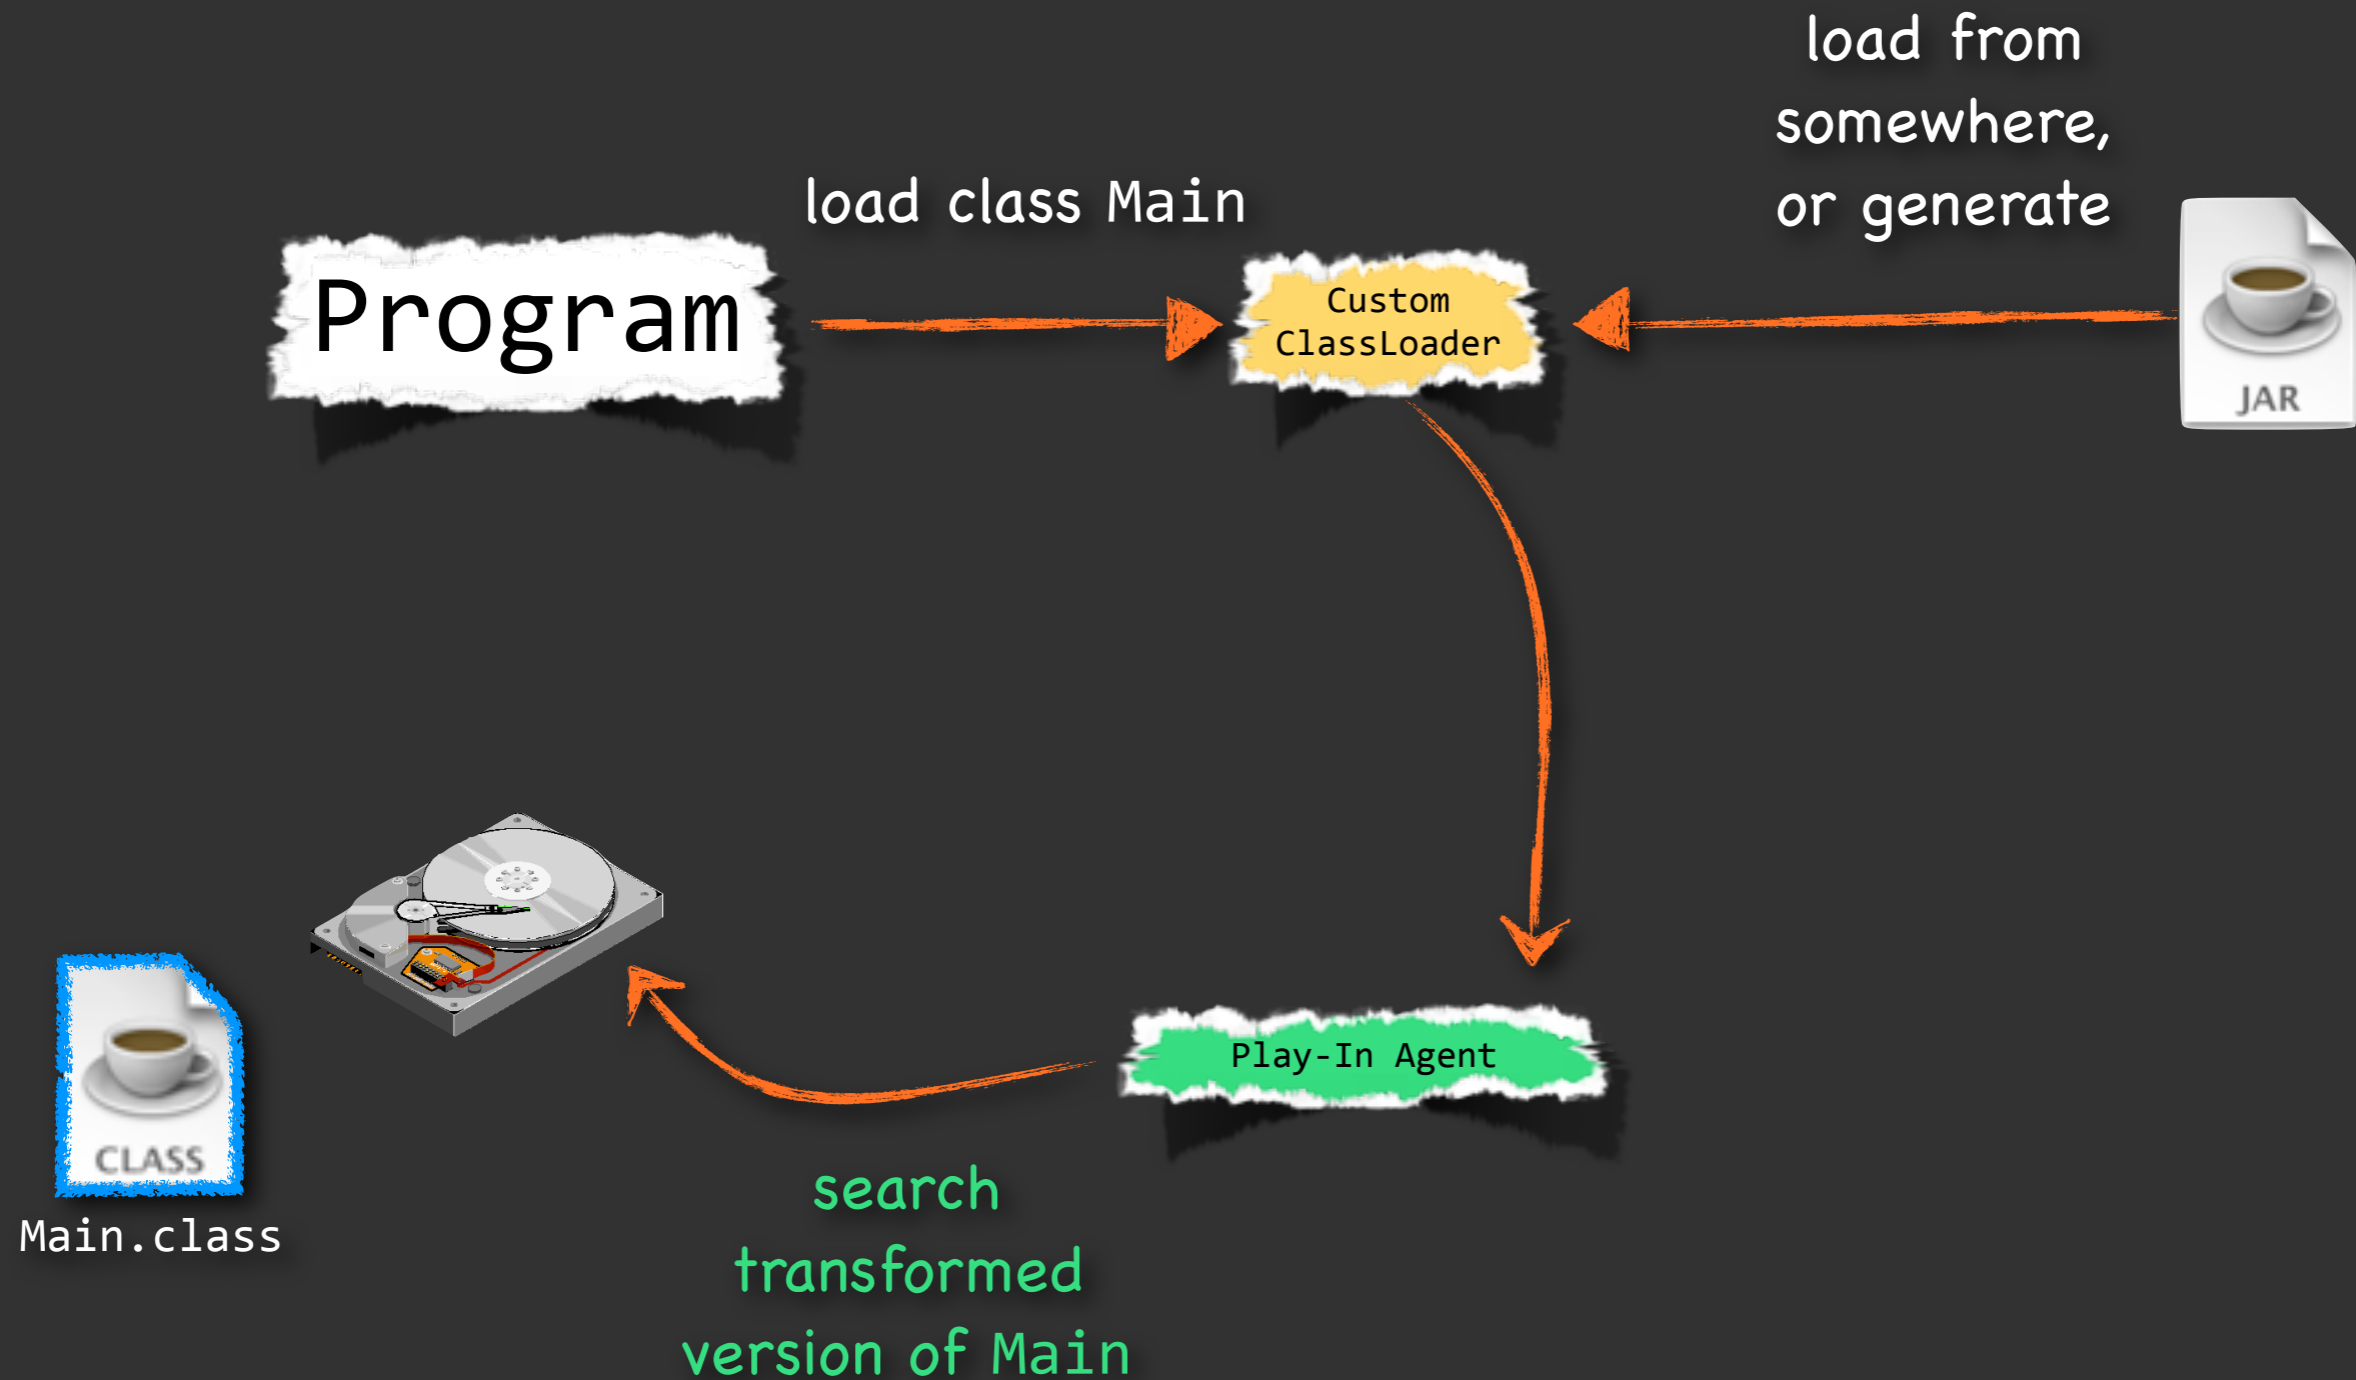 load from
somewhere,
or generate
load class Main
Program
Custom
ClassLoader
JAR
Play-In Agent
CLASS
Main.class
search
transformed
version of Main